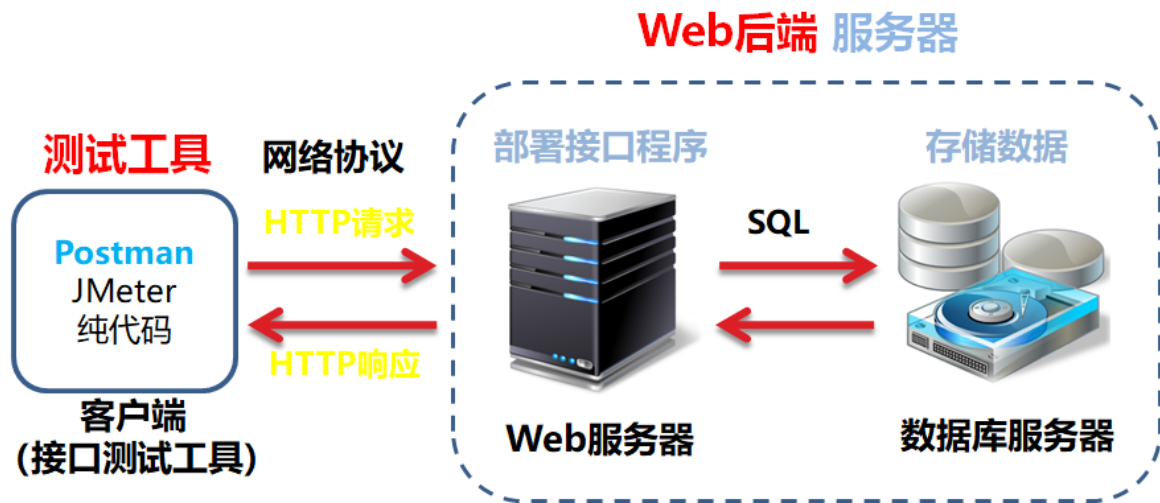 Web后端 服务器
测试工具
网络协议
部署接口程序
存储数据
HTTP请求
SQL
Postman
JMeter
纯代码
HTTP响应
客户端
(接口测试工具)
Web服务器
数据库服务器